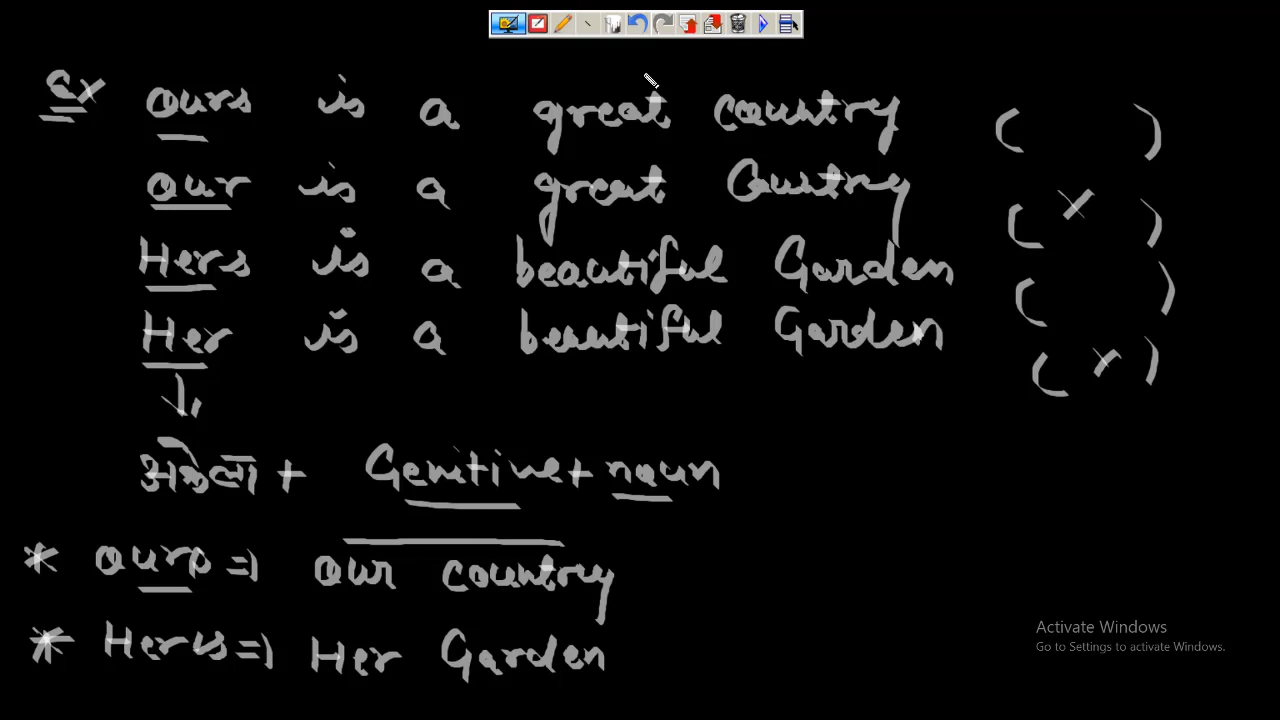 Ex Ours is a great country ( )
Our is a great Coutry ( × )
Hers is a beautiful Garden ( )
Her is a beautiful Garden ( × )
अकेला + Genitive + noun
* Ours => Our country
* Hers => Her Garden
Activate Windows
Go to Settings to activate Windows.